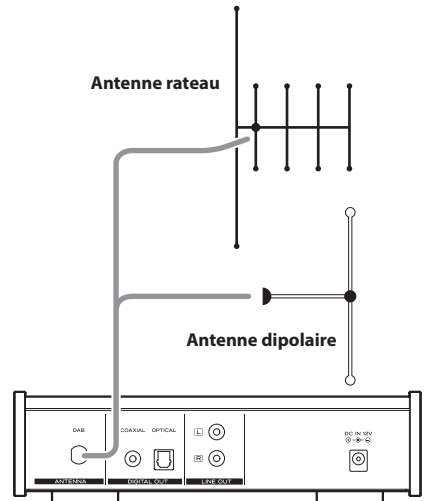 Antenne rateau
Antenne dipolaire
DAB
COAXIAL OPTICAL
L
R
DC IN 12V
ANTENNA
DIGITAL OUT
LINE OUT